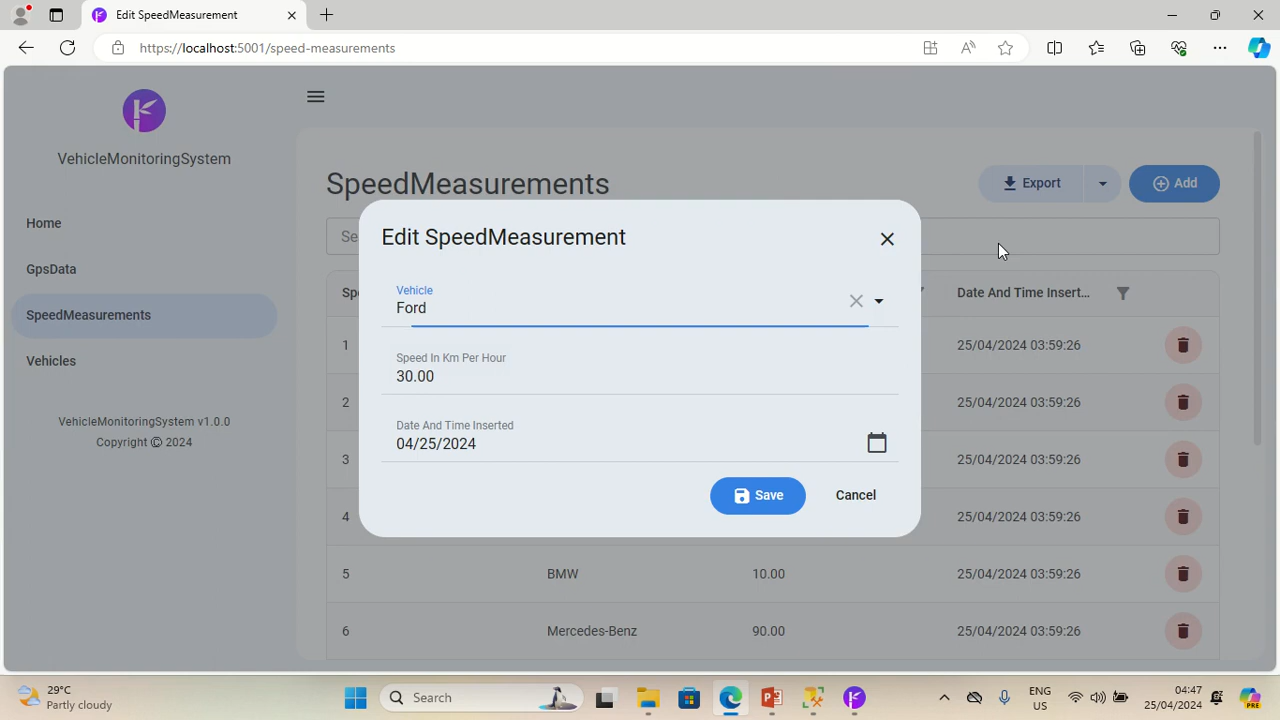 Edit SpeedMeasurement
https://localhost:5001/speed-measurements
VehicleMonitoringSystem
Home
GpsData
SpeedMeasurements
Vehicles
VehicleMonitoringSystem v1.0.0
Copyright © 2024
SpeedMeasurements
Export
Add
Se
Edit SpeedMeasurement
Vehicle
Ford
Speed In Km Per Hour
30.00
Date And Time Inserted
04/25/2024
Save
Cancel
Spe
Date And Time Insert...
1 25/04/2024 03:59:26
2 25/04/2024 03:59:26
3 25/04/2024 03:59:26
4 25/04/2024 03:59:26
5 BMW 10.00 25/04/2024 03:59:26
6 Mercedes-Benz 90.00 25/04/2024 03:59:26
29°C
Partly cloudy
Search
ENG
US
04:47
25/04/2024
PRE